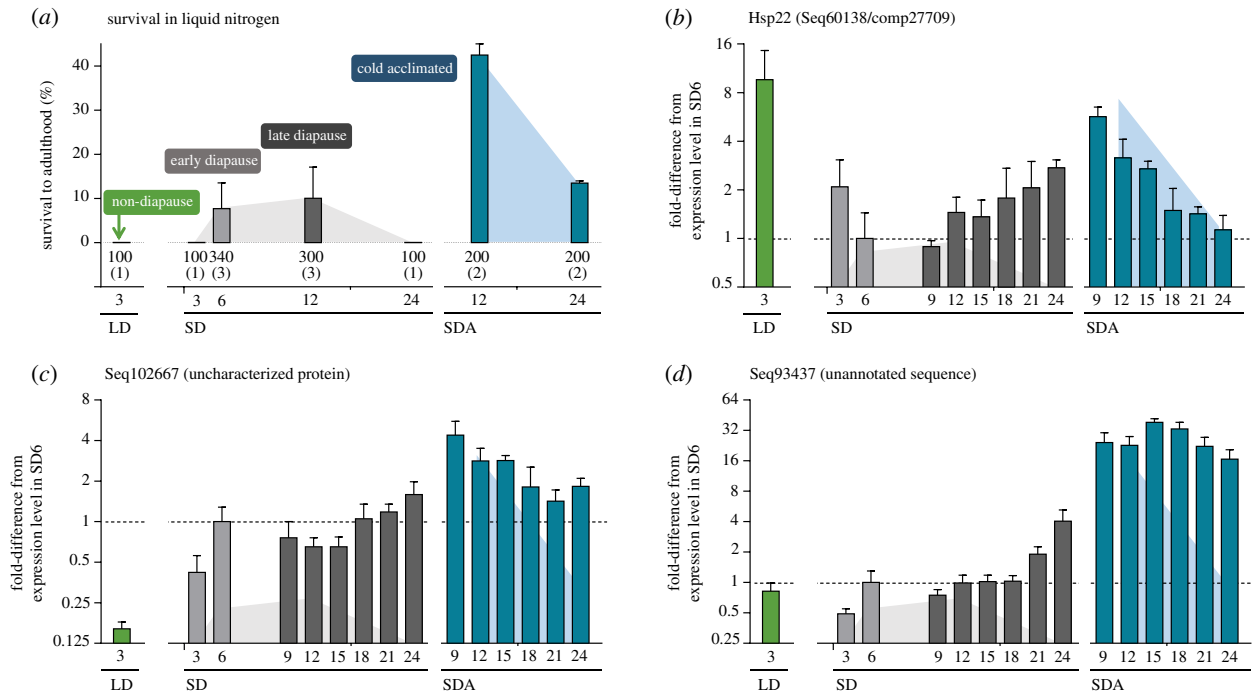 (a) survival in liquid nitrogen
survival to adulthood (%)
40
30
20
10
0
non-diapause
early diapause
late diapause
cold acclimated
100 100 340 300 100 200 200
(1) (1) (3) (3) (1) (2) (2)
3 3 6 12 24 12 24
LD SD SDA
(b) Hsp22 (Seq60138/comp27709)
fold-difference from
expression level in SD6
16
8
4
2
1
0.5
3 3 6 9 12 15 18 21 24 9 12 15 18 21 24
LD SD SDA
(c) Seq102667 (uncharacterized protein)
fold-difference from
expression level in SD6
8
4
2
1
0.5
0.25
0.125
3 3 6 9 12 15 18 21 24 9 12 15 18 21 24
LD SD SDA
(d) Seq93437 (unannotated sequence)
fold-difference from
expression level in SD6
64
32
16
8
4
2
1
0.5
0.25
3 3 6 9 12 15 18 21 24 9 12 15 18 21 24
LD SD SDA